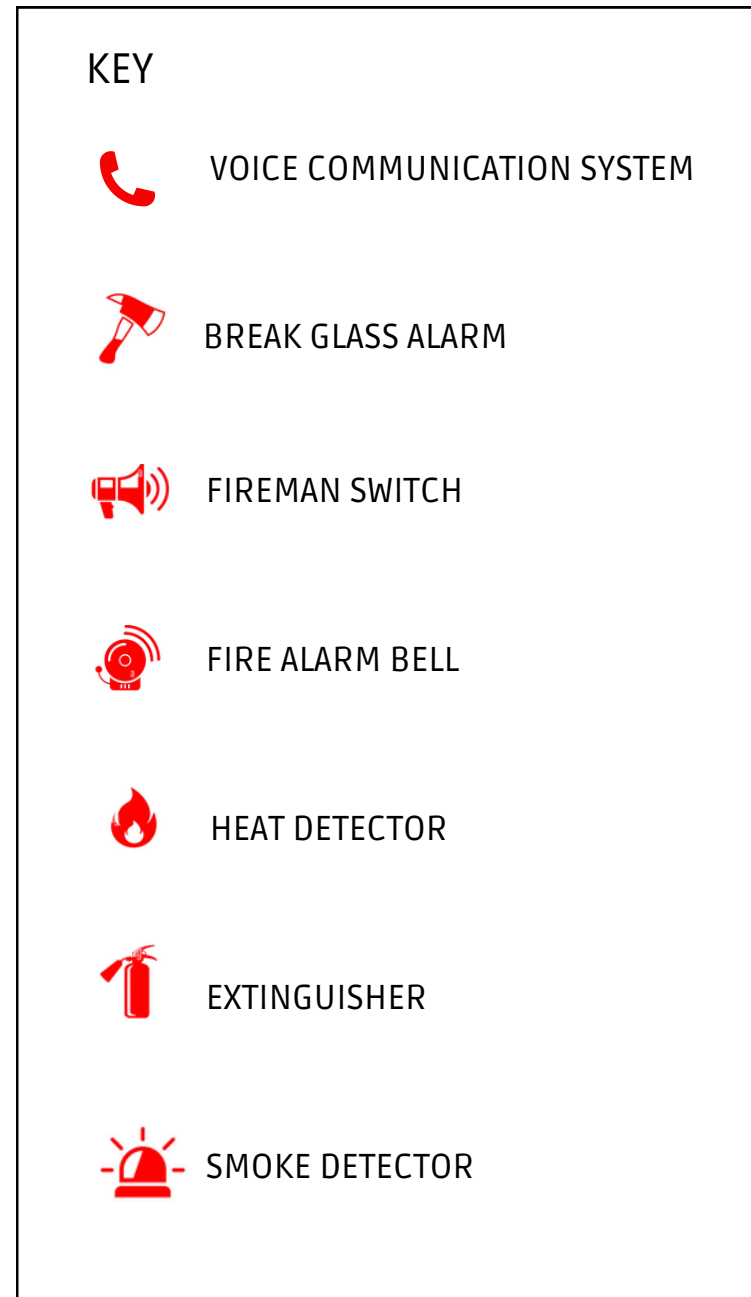 KEY
VOICE COMMUNICATION SYSTEM
BREAK GLASS ALARM
FIREMAN SWITCH
FIRE ALARM BELL
HEAT DETECTOR
EXTINGUISHER
SMOKE DETECTOR